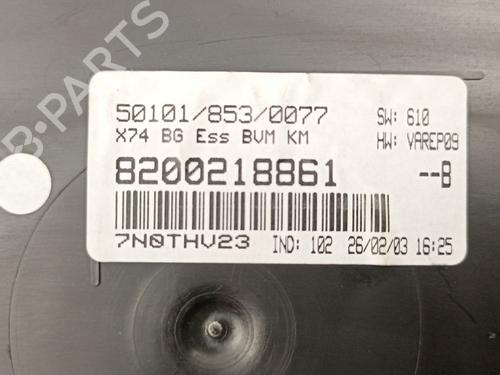 50101/853/0077 SW: 610
X74 BG Ess BVM KM HW: VAREP09
8200218861 --B
7N0THV23 IND: 102 26/02/03 16:25
B-PARTS